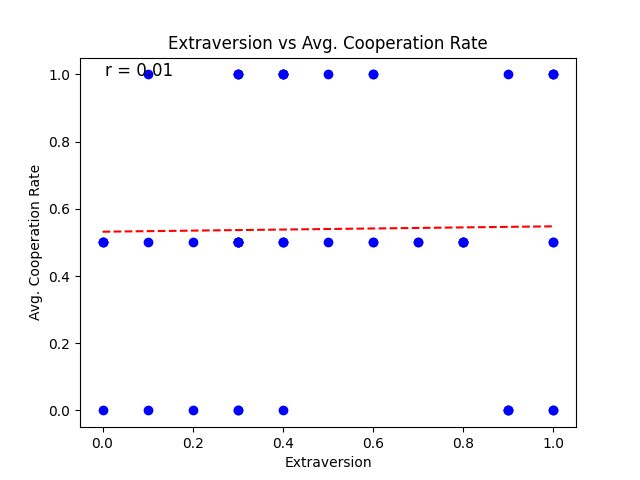 Extraversion vs Avg. Cooperation Rate
r = 0.01
1.0
0.8
0.6
0.4
0.2
0.0
Avg. Cooperation Rate
0.0 0.2 0.4 0.6 0.8 1.0
Extraversion